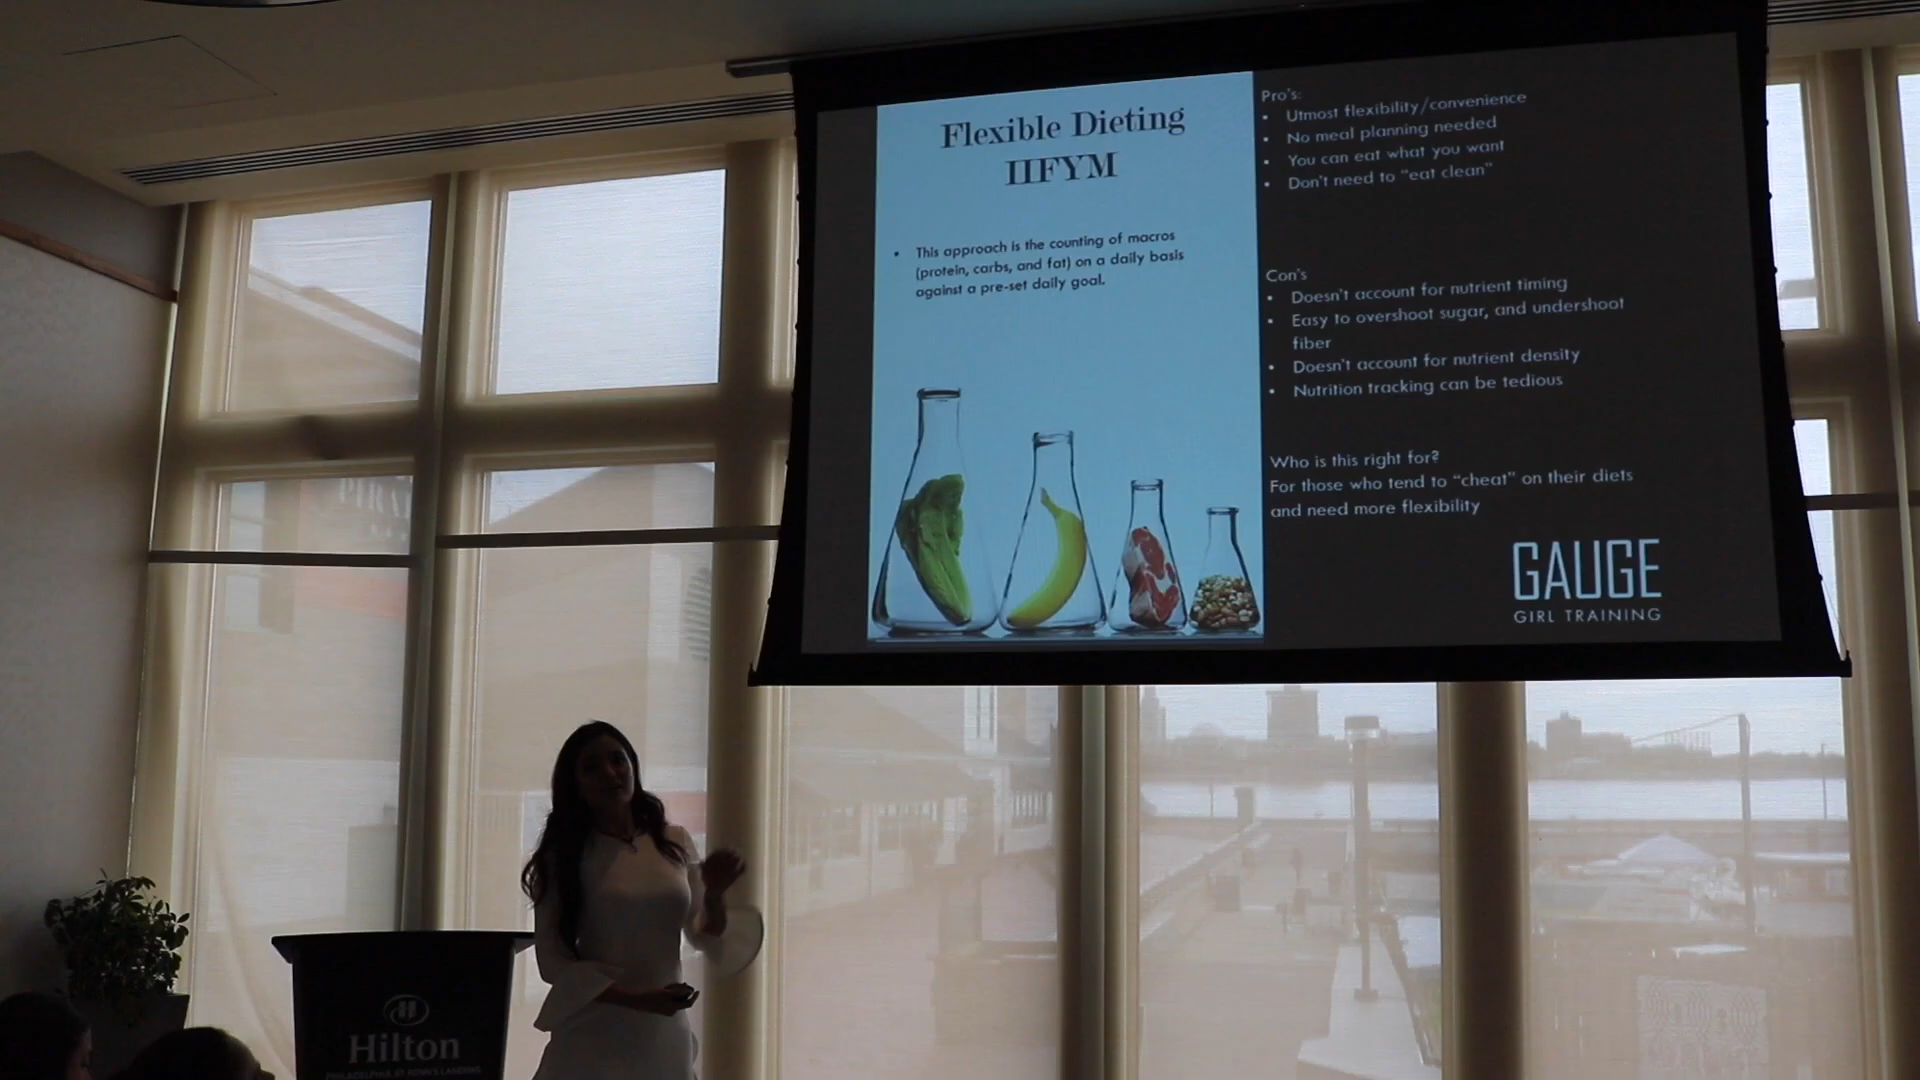 Flexible Dieting
IIFYM
• This approach is the counting of macros
(protein, carbs, and fat) on a daily basis
against a pre-set daily goal.
Pro's:
• Utmost flexibility/convenience
• No meal planning needed
• You can eat what you want
• Don't need to "eat clean"
Con's
• Doesn't account for nutrient timing
• Easy to overshoot sugar, and undershoot
fiber
• Doesn't account for nutrient density
• Nutrition tracking can be tedious
Who is this right for?
For those who tend to "cheat" on their diets
and need more flexibility
GAUGE
GIRL TRAINING
H
Hilton
PHILADELPHIA AT PENN'S LANDING